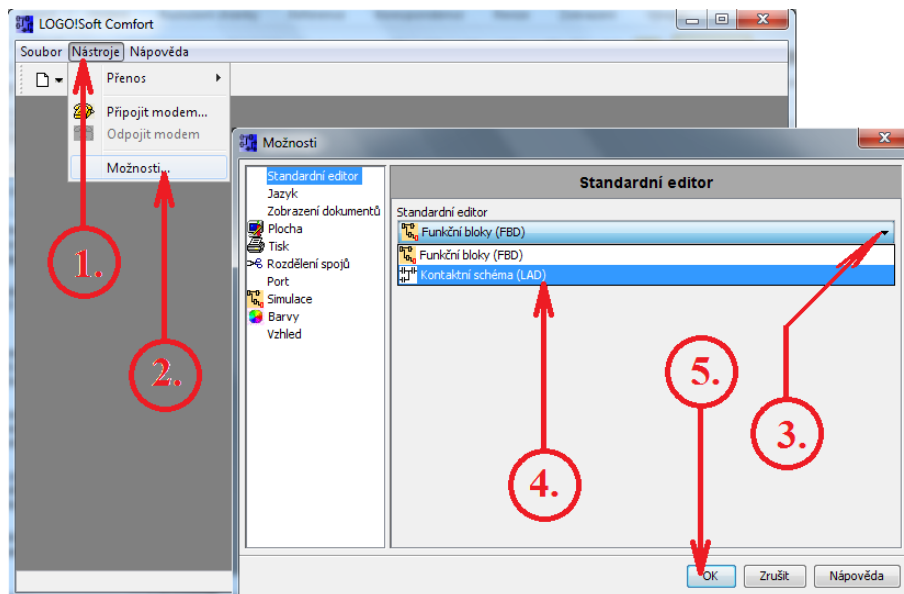 LOGO!Soft Comfort
Soubor Nástroje Nápověda
Přenos
Připojit modem...
Odpojit modem
Možnosti...
1.
2.
Možnosti
Standardní editor
Jazyk
Zobrazení dokumentů
Plocha
Tisk
Rozdělení spojů
Port
Simulace
Barvy
Vzhled
Standardní editor
Standardní editor
Funkční bloky (FBD)
Funkční bloky (FBD)
Kontaktní schéma (LAD)
5.
3.
4.
OK Zrušit Nápověda